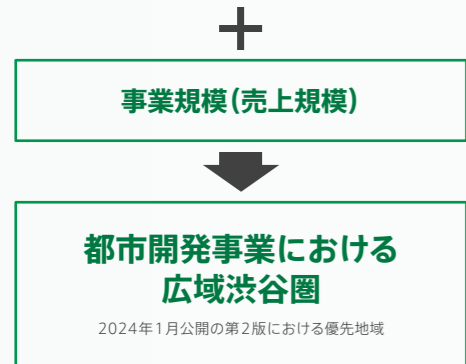 +
事業規模（売上規模）
都市開発事業における
広域渋谷圏
2024年1月公開の第2版における優先地域